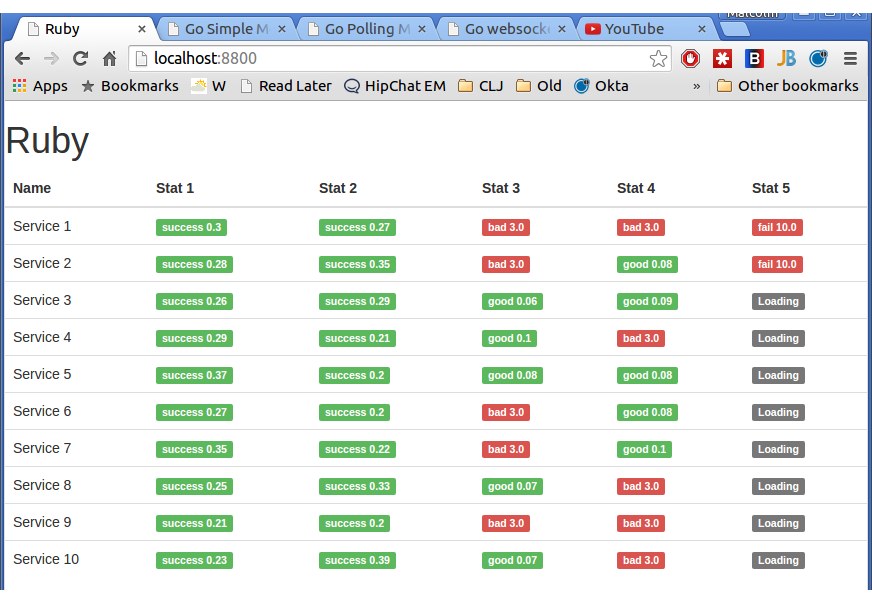 Malcolm
Ruby Go Simple M Go Polling M Go websock YouTube
localhost:8800
Apps Bookmarks W Read Later HipChat EM CLJ Old Okta » Other bookmarks
Ruby
Name Stat 1 Stat 2 Stat 3 Stat 4 Stat 5
Service 1 success 0.3 success 0.27 bad 3.0 bad 3.0 fail 10.0
Service 2 success 0.28 success 0.35 bad 3.0 good 0.08 fail 10.0
Service 3 success 0.26 success 0.29 good 0.06 good 0.09 Loading
Service 4 success 0.29 success 0.21 good 0.1 bad 3.0 Loading
Service 5 success 0.37 success 0.2 good 0.08 good 0.08 Loading
Service 6 success 0.27 success 0.2 bad 3.0 good 0.08 Loading
Service 7 success 0.35 success 0.22 bad 3.0 good 0.1 Loading
Service 8 success 0.25 success 0.33 good 0.07 bad 3.0 Loading
Service 9 success 0.21 success 0.2 bad 3.0 bad 3.0 Loading
Service 10 success 0.23 success 0.39 good 0.07 bad 3.0 Loading